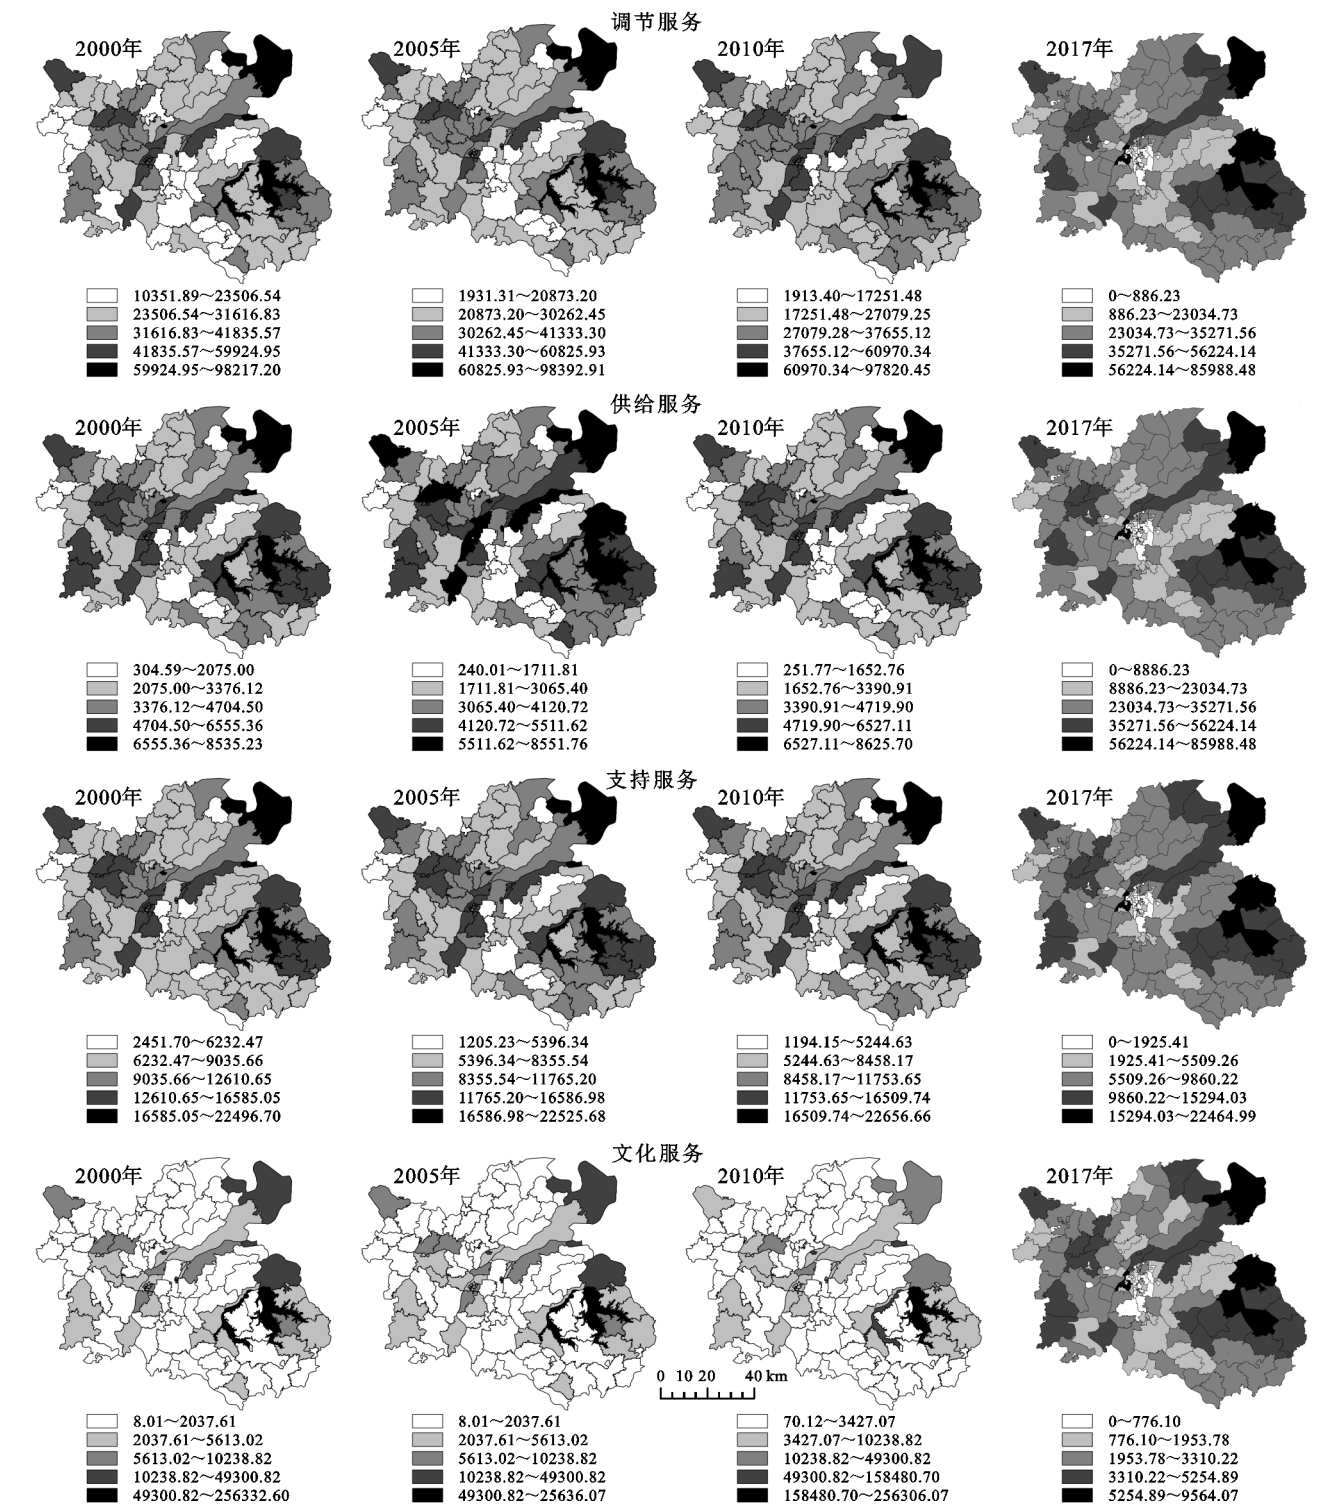 调节服务
2000年 2005年 2010年 2017年
10351.89～23506.54 1931.31～20873.20 1913.40～17251.48 0～886.23
23506.54～31616.83 20873.20～30262.45 17251.48～27079.25 886.23～23034.73
31616.83～41835.57 30262.45～41333.30 27079.28～37655.12 23034.73～35271.56
41835.57～59924.95 41333.30～60825.93 37655.12～60970.34 35271.56～56224.14
59924.95～98217.20 60825.93～98392.91 60970.34～97820.45 56224.14～85988.48
供给服务
2000年 2005年 2010年 2017年
304.59～2075.00 240.01～1711.81 251.77～1652.76 0～8886.23
2075.00～3376.12 1711.81～3065.40 1652.76～3390.91 8886.23～23034.73
3376.12～4704.50 3065.40～4120.72 3390.91～4719.90 23034.73～35271.56
4704.50～6555.36 4120.72～5511.62 4719.90～6527.11 35271.56～56224.14
6555.36～8535.23 5511.62～8551.76 6527.11～8625.70 56224.14～85988.48
支持服务
2000年 2005年 2010年 2017年
2451.70～6232.47 1205.23～5396.34 1194.15～5244.63 0～1925.41
6232.47～9035.66 5396.34～8355.54 5244.63～8458.17 1925.41～5509.26
9035.66～12610.65 8355.54～11765.20 8458.17～11753.65 5509.26～9860.22
12610.65～16585.05 11765.20～16586.98 11753.65～16509.74 9860.22～15294.03
16585.05～22496.70 16586.98～22525.68 16509.74～22656.66 15294.03～22464.99
文化服务
2000年 2005年 2010年 2017年
0 10 20 40 km
8.01～2037.61 8.01～2037.61 70.12～3427.07 0～776.10
2037.61～5613.02 2037.61～5613.02 3427.07～10238.82 776.10～1953.78
5613.02～10238.82 5613.02～10238.82 10238.82～49300.82 1953.78～3310.22
10238.82～49300.82 10238.82～49300.82 49300.82～158480.70 3310.22～5254.89
49300.82～256332.60 49300.82～25636.07 158480.70～256306.07 5254.89～9564.07